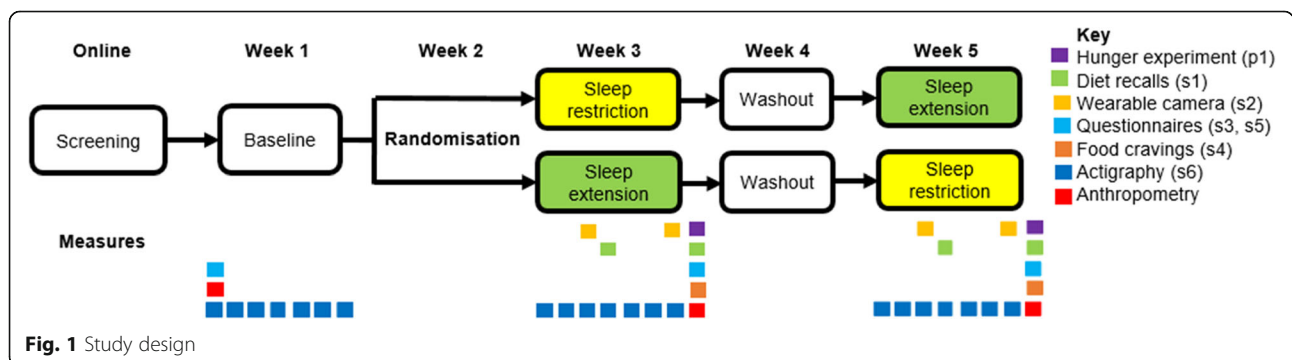 Online Week 1 Week 2 Week 3 Week 4 Week 5
Screening
Baseline
Randomisation
Sleep
restriction
Washout
Sleep
extension
Sleep
extension
Washout
Sleep
restriction
Measures
Key
Hunger experiment (p1)
Diet recalls (s1)
Wearable camera (s2)
Questionnaires (s3, s5)
Food cravings (s4)
Actigraphy (s6)
Anthropometry
Fig. 1 Study design